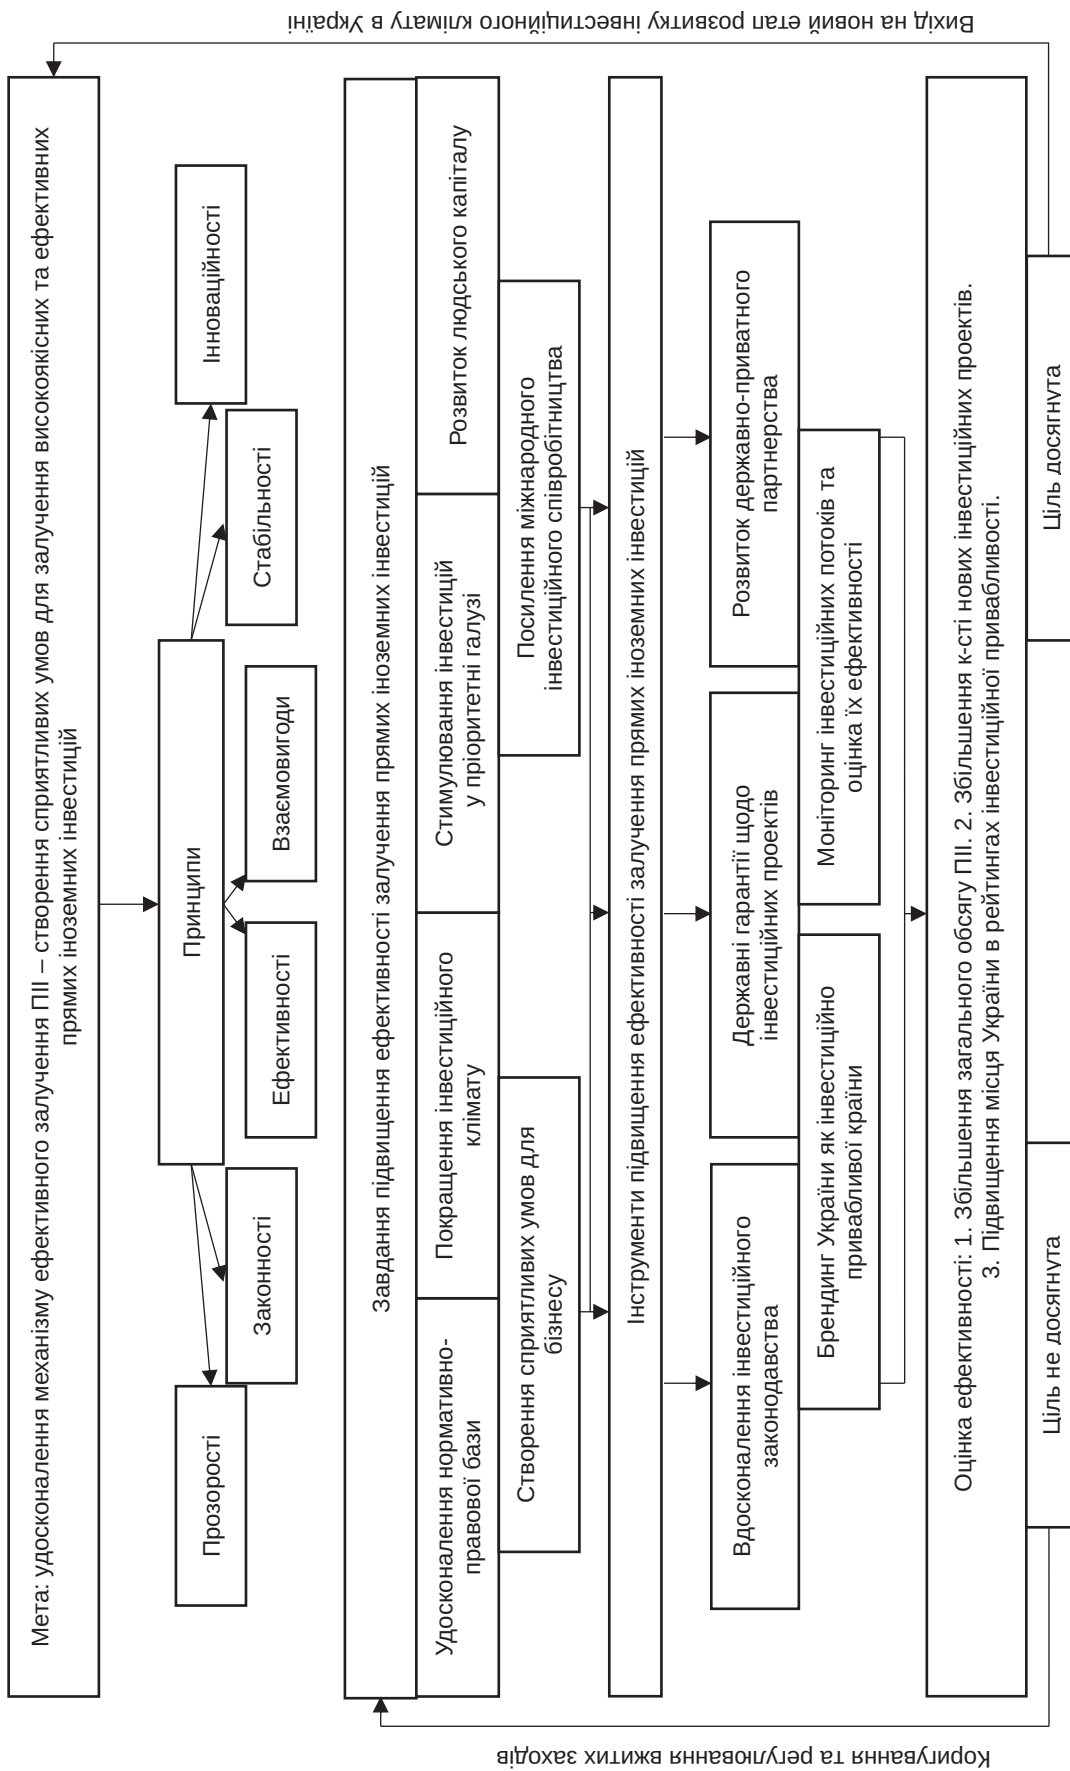 Мета: удосконалення механізму ефективного залучення ПІІ – створення сприятливих умов для залучення високоякісних та ефективних
прямих іноземних інвестицій
Принципи
Прозорості
Законності
Ефективності
Взаємовигоди
Стабільності
Інноваційності
Завдання підвищення ефективності залучення прямих іноземних інвестицій
Удосконалення нормативно-
правової бази
Покращення інвестиційного
клімату
Стимулювання інвестицій
у пріоритетні галузі
Розвиток людського капіталу
Створення сприятливих умов для
бізнесу
Посилення міжнародного
інвестиційного співробітництва
Інструменти підвищення ефективності залучення прямих іноземних інвестицій
Вдосконалення інвестиційного
законодавства
Державні гарантії щодо
інвестиційних проектів
Розвиток державно-приватного
партнерства
Брендинг України як інвестиційно
привабливої країни
Моніторинг інвестиційних потоків та
оцінка їх ефективності
Оцінка ефективності: 1. Збільшення загального обсягу ПІІ. 2. Збільшення к-сті нових інвестиційних проектів.
3. Підвищення місця України в рейтингах інвестиційної привабливості.
Ціль не досягнута
Ціль досягнута
Коригування та регулювання вжитих заходів
Вихід на новий етап розвитку інвестиційного клімату в Україні